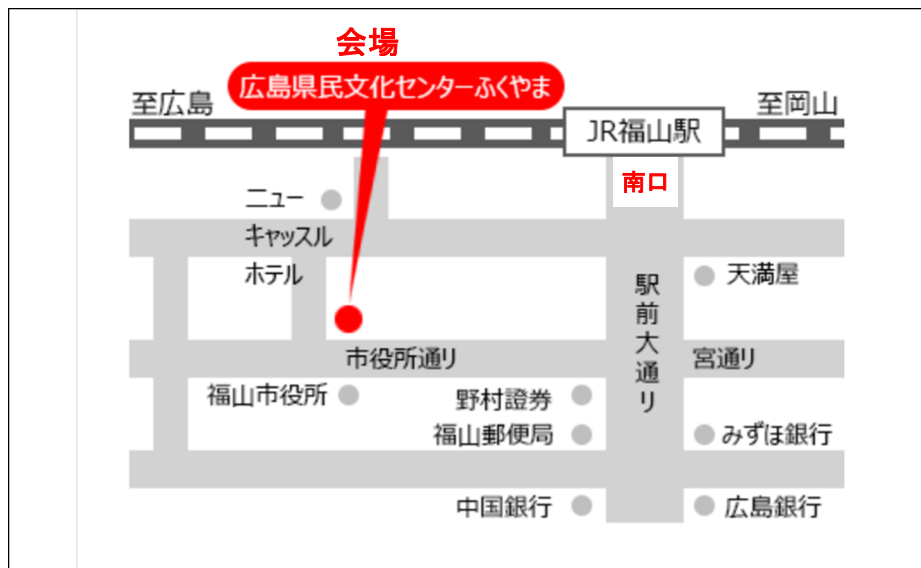 会場
広島県民文化センターふくやま
至広島
至岡山
JR福山駅
南口
ニュー
キャッスル
ホテル
天満屋
駅前大通り
市役所通り
宮通り
福山市役所
野村證券
福山郵便局
みずほ銀行
中国銀行
広島銀行